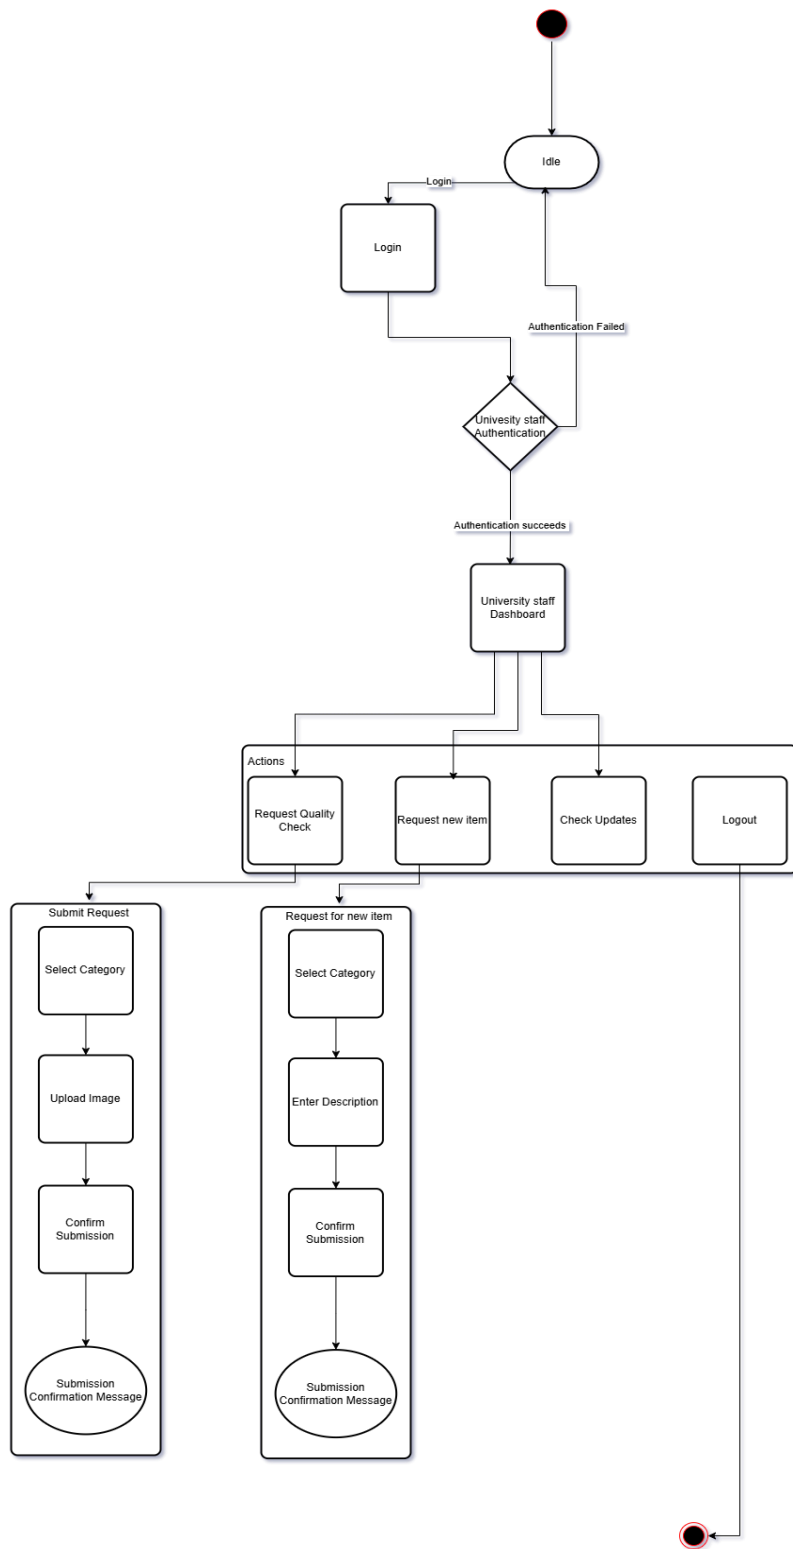 Idle
Login
Login
Authentication Failed
Univesity staff
Authentication
Authentication succeeds
University staff
Dashboard
Actions
Request Quality
Check
Request new item
Check Updates
Logout
Submit Request
Select Category
Upload Image
Confirm
Submission
Submission
Confirmation Message
Request for new item
Select Category
Enter Description
Confirm
Submission
Submission
Confirmation Message